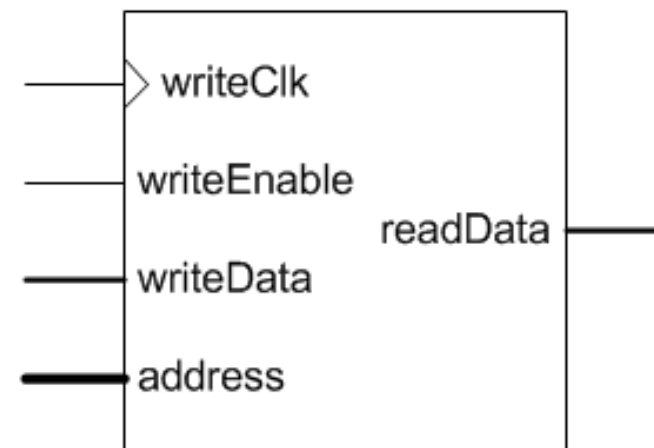 writeClk
writeEnable
readData
writeData
address